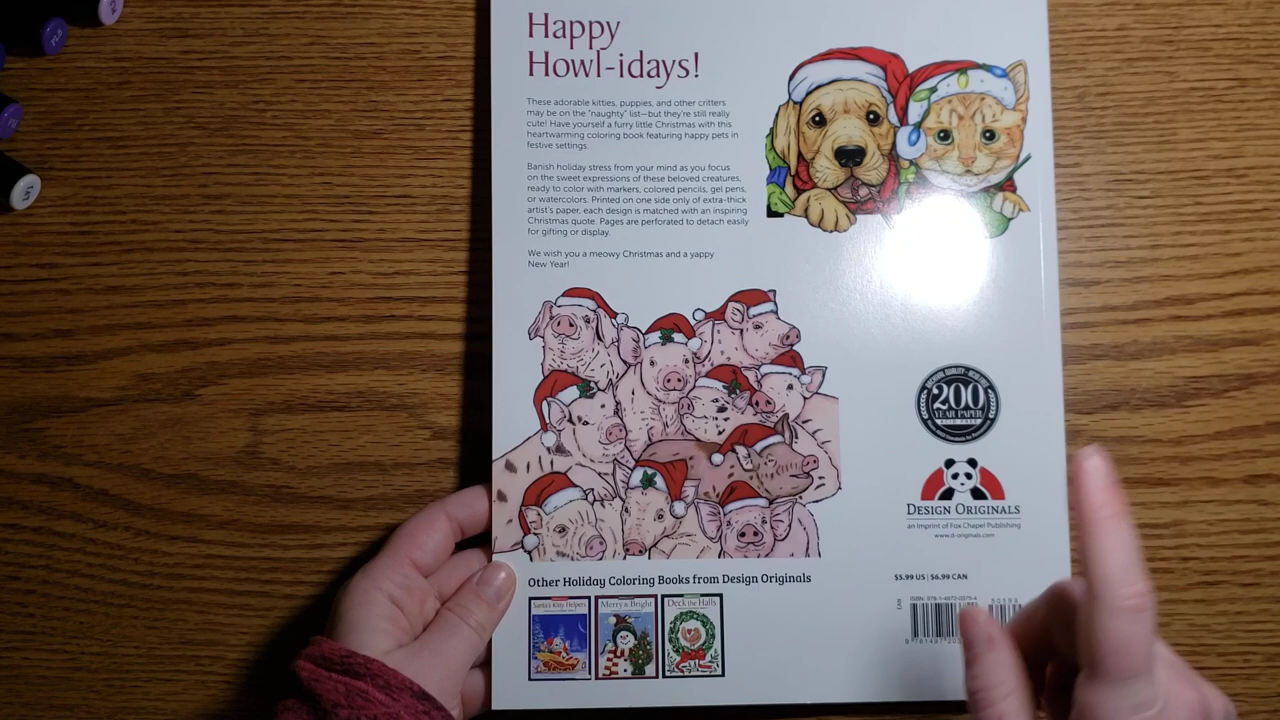 Happy
Howl-idays!
These adorable kitties, puppies, and other critters
may be on the "naughty" list—but they're still really
cute! Have yourself a furry little Christmas with this
heartwarming coloring book featuring happy pets in
festive settings.
Banish holiday stress from your mind as you focus
on the sweet expressions of these beloved creatures,
ready to color with markers, colored pencils, gel pens,
or watercolors. Printed on one side only of extra-thick
artist's paper, each design is matched with an inspiring
Christmas quote. Pages are perforated to detach easily
for gifting or display.
We wish you a meowy Christmas and a yappy
New Year!
200
YEAR PAPER
ACID FREE
DESIGN ORIGINALS
an Imprint of Fox Chapel Publishing
www.d-originals.com
Other Holiday Coloring Books from Design Originals
Santa's Kitty Helpers
Merry & Bright
Deck the Halls
$5.99 US | $6.99 CAN
EAN